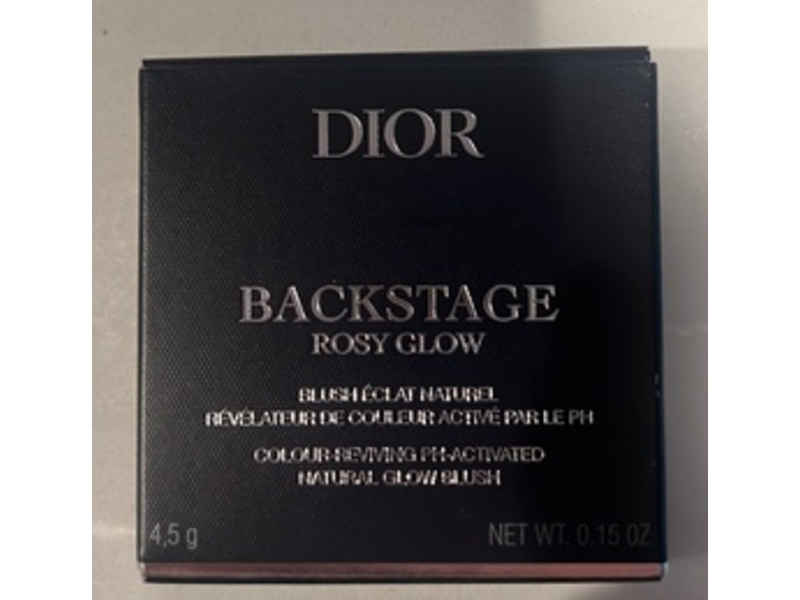 DIOR
BACKSTAGE
ROSY GLOW
BLUSH ÉCLAT NATUREL
RÉVÉLATEUR DE COULEUR ACTIVÉ PAR LE PH
COLOUR-REVIVING PH-ACTIVATED
NATURAL GLOW BLUSH
4,5 g NET WT. 0.15 OZ